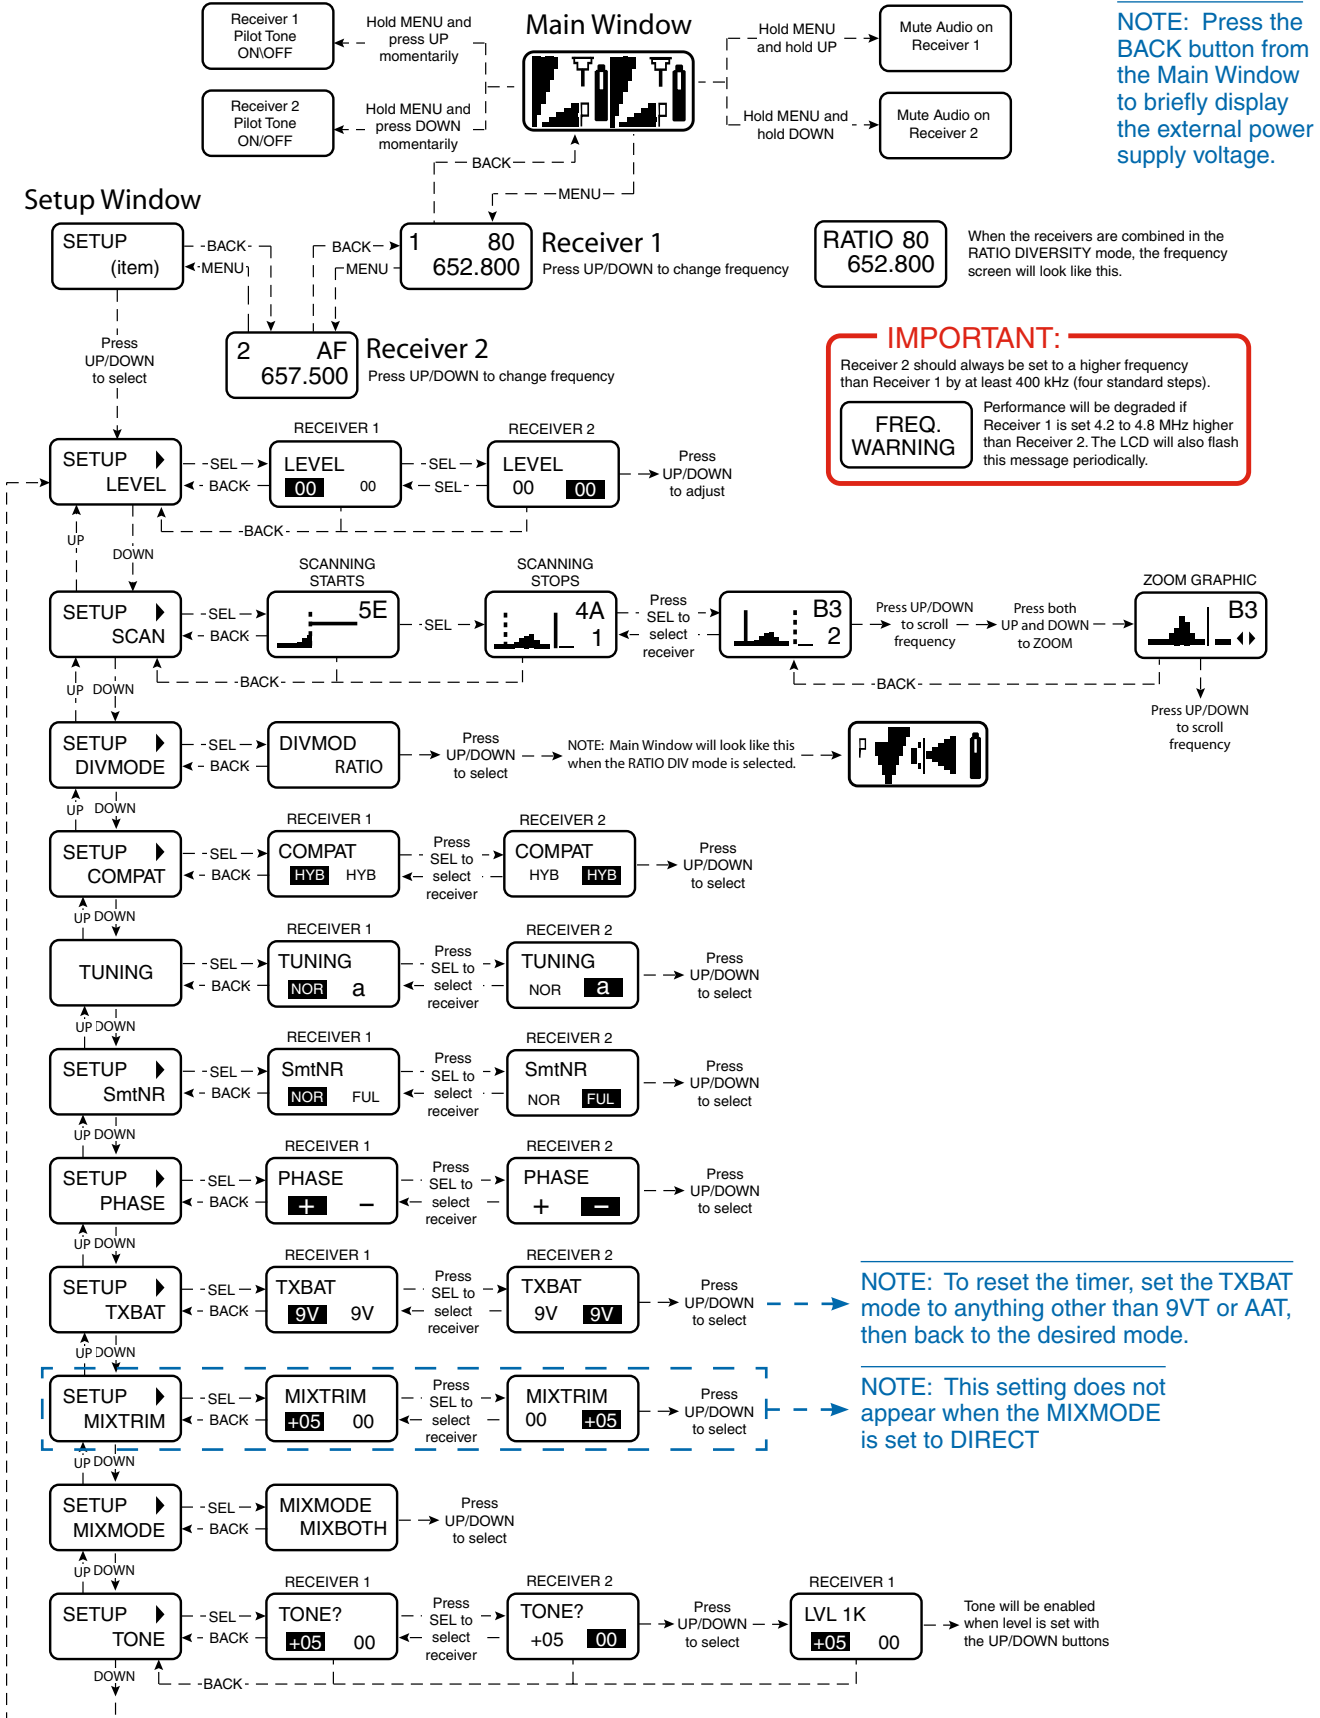 Receiver 1
Pilot Tone
ON\OFF
Hold MENU and
press UP
momentarily
Main Window
Hold MENU
and hold UP
Mute Audio on
Receiver 1
NOTE: Press the
BACK button from
the Main Window
to briefly display
the external power
supply voltage.
Receiver 2
Pilot Tone
ON/OFF
Hold MENU and
press DOWN
momentarily
Hold MENU and
hold DOWN
Mute Audio on
Receiver 2
BACK
MENU
Setup Window
SETUP
(item)
BACK
MENU
BACK
MENU
1 80
652.800
Receiver 1
Press UP/DOWN to change frequency
RATIO 80
652.800
When the receivers are combined in the
RATIO DIVERSITY mode, the frequency
screen will look like this.
Press
UP/DOWN
to select
2 AF
657.500
Receiver 2
Press UP/DOWN to change frequency
IMPORTANT:
Receiver 2 should always be set to a higher frequency
than Receiver 1 by at least 400 kHz (four standard steps).
FREQ.
WARNING
Performance will be degraded if
Receiver 1 is set 4.2 to 4.8 MHz higher
than Receiver 2. The LCD will also flash
this message periodically.
RECEIVER 1
RECEIVER 2
SETUP
LEVEL
SEL
BACK
LEVEL
00 00
SEL
SEL
LEVEL
00 00
Press
UP/DOWN
to adjust
BACK
UP
DOWN
SCANNING
STARTS
SCANNING
STOPS
ZOOM GRAPHIC
SETUP
SCAN
SEL
BACK
5E
SEL
4A
1
Press
SEL to
select
receiver
B3
2
Press UP/DOWN
to scroll
frequency
Press both
UP and DOWN
to ZOOM
B3
BACK
BACK
UP
DOWN
Press UP/DOWN
to scroll
frequency
SETUP
DIVMODE
SEL
BACK
DIVMOD
RATIO
Press
UP/DOWN
to select
NOTE: Main Window will look like this
when the RATIO DIV mode is selected.
P
UP
DOWN
RECEIVER 1
RECEIVER 2
SETUP
COMPAT
SEL
BACK
COMPAT
HYB HYB
Press
SEL to
select
receiver
COMPAT
HYB HYB
Press
UP/DOWN
to select
UP
DOWN
RECEIVER 1
RECEIVER 2
TUNING
SEL
BACK
TUNING
NOR a
Press
SEL to
select
receiver
TUNING
NOR a
Press
UP/DOWN
to select
UP
DOWN
RECEIVER 1
RECEIVER 2
SETUP
SmtNR
SEL
BACK
SmtNR
NOR FUL
Press
SEL to
select
receiver
SmtNR
NOR FUL
Press
UP/DOWN
to select
UP
DOWN
RECEIVER 1
RECEIVER 2
SETUP
PHASE
SEL
BACK
PHASE
+ −
Press
SEL to
select
receiver
PHASE
+ −
Press
UP/DOWN
to select
UP
DOWN
RECEIVER 1
RECEIVER 2
SETUP
TXBAT
SEL
BACK
TXBAT
9V 9V
Press
SEL to
select
receiver
TXBAT
9V 9V
Press
UP/DOWN
to select
NOTE: To reset the timer, set the TXBAT
mode to anything other than 9VT or AAT,
then back to the desired mode.
UP
DOWN
SETUP
MIXTRIM
SEL
BACK
MIXTRIM
+05 00
Press
SEL to
select
receiver
MIXTRIM
00 +05
Press
UP/DOWN
to select
NOTE: This setting does not
appear when the MIXMODE
is set to DIRECT
UP
DOWN
SETUP
MIXMODE
SEL
BACK
MIXMODE
MIXBOTH
Press
UP/DOWN
to select
UP
DOWN
RECEIVER 1
RECEIVER 2
RECEIVER 1
SETUP
TONE
SEL
BACK
TONE?
+05 00
Press
SEL to
select
receiver
TONE?
+05 00
Press
UP/DOWN
to select
LVL 1K
+05 00
Tone will be enabled
when level is set with
the UP/DOWN buttons
DOWN
BACK